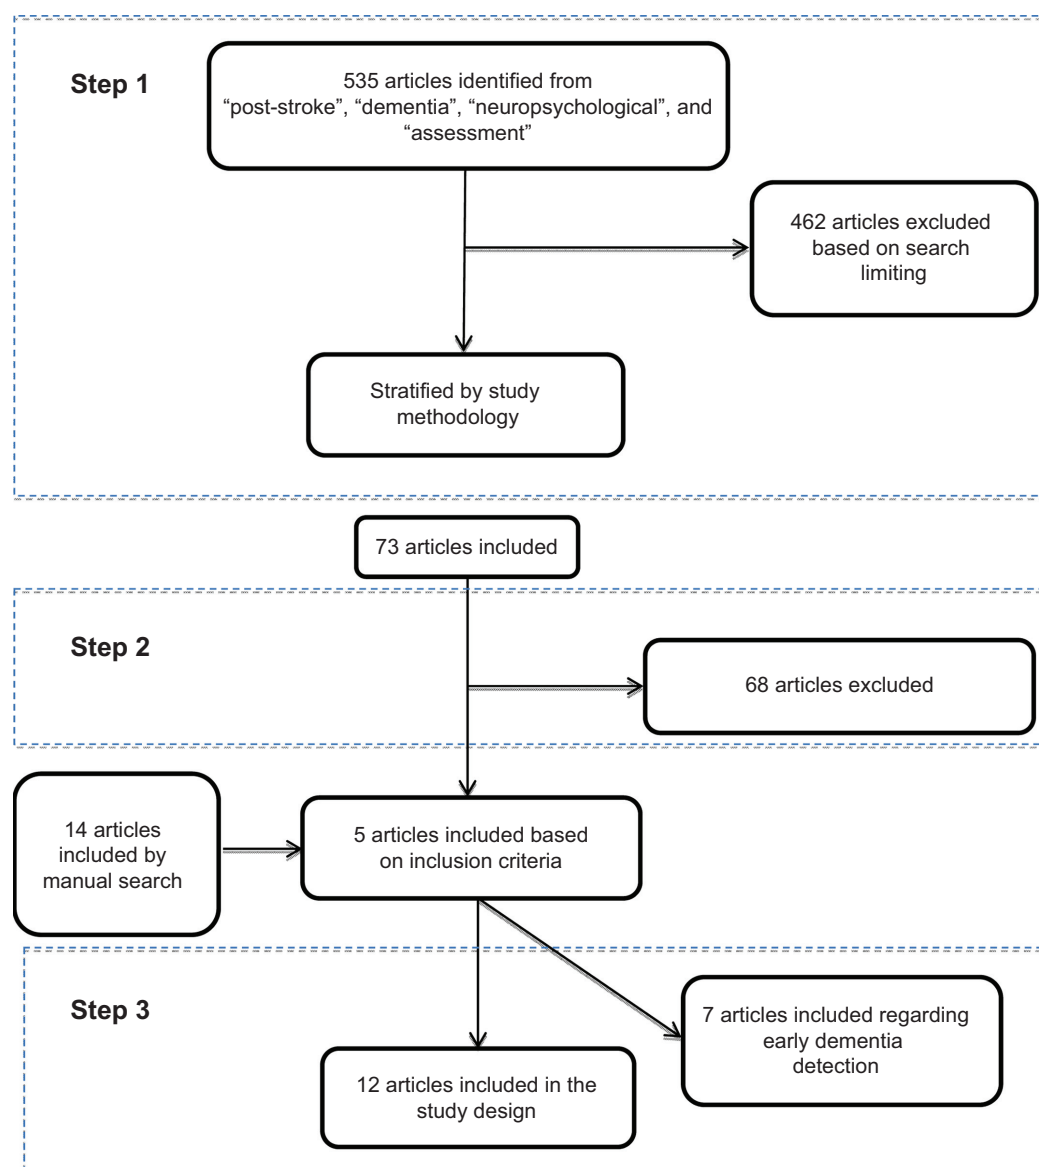 Step 1
535 articles identified from
“post-stroke”, “dementia”, “neuropsychological”, and
“assessment”
462 articles excluded
based on search
limiting
Stratified by study
methodology
73 articles included
Step 2
68 articles excluded
14 articles
included by
manual search
5 articles included based
on inclusion criteria
Step 3
7 articles included regarding
early dementia
detection
12 articles included in the
study design